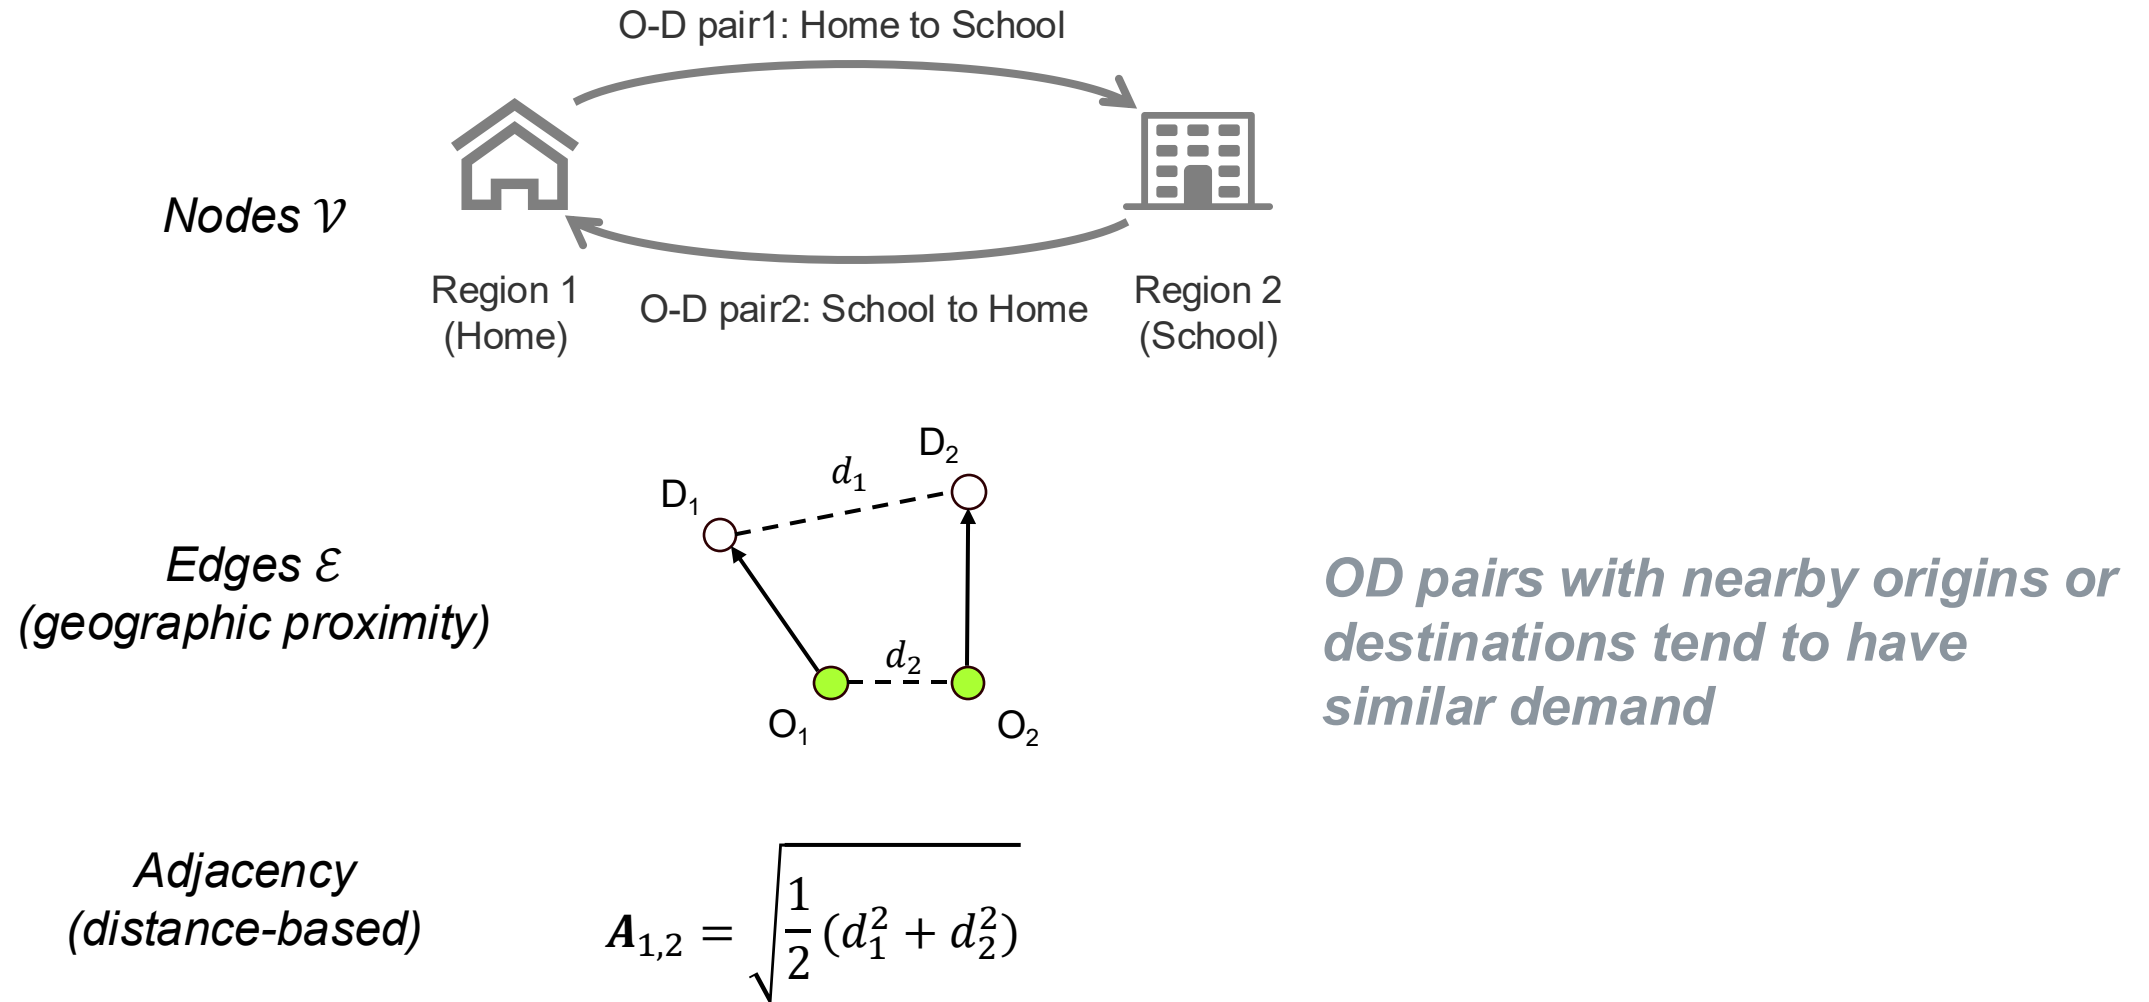 O-D pair1: Home to School
Nodes 𝒱
Region 1
(Home)
O-D pair2: School to Home
Region 2
(School)
D₂
d₁
D₁
Edges ℰ
(geographic proximity)
d₂
O₁
O₂
OD pairs with nearby origins or
destinations tend to have
similar demand
Adjacency
(distance-based)
A₁,₂ = √(1/2 (d₁² + d₂²))